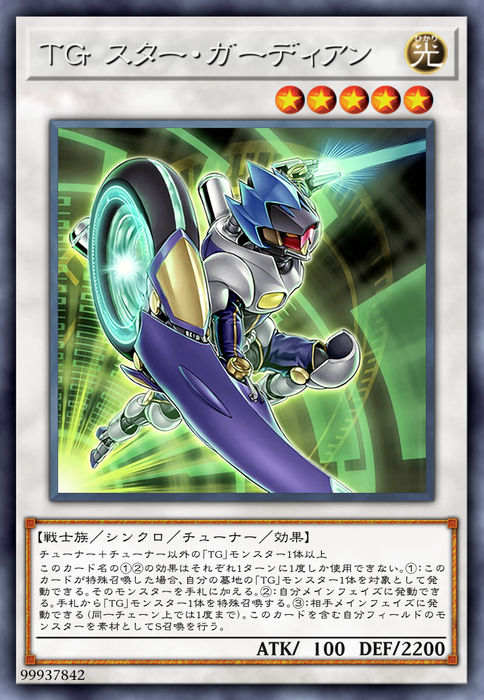 TG スター・ガーディアン
ひかり
光
【戦士族／シンクロ／チューナー／効果】
チューナー＋チューナー以外の「TG」モンスター1体以上
このカード名の①②の効果はそれぞれ1ターンに1度しか使用できない。①：この
カードが特殊召喚した場合、自分の墓地の「TG」モンスター1体を対象として発
動できる。そのモンスターを手札に加える。②：自分メインフェイズに発動でき
る。手札から「TG」モンスター1体を特殊召喚する。③：相手メインフェイズに発
動できる（同一チェーン上では1度まで）。このカードを含む自分フィールドのモ
ンスターを素材としてS召喚を行う。
ATK/ 100 DEF/2200
99937842